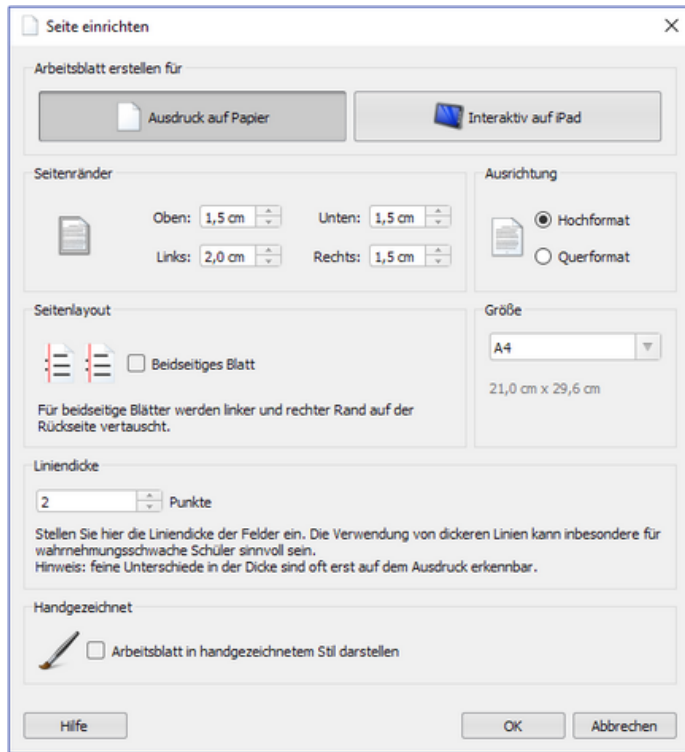 Seite einrichten
Arbeitsblatt erstellen für
Ausdruck auf Papier
Interaktiv auf iPad
Seitenränder
Oben: 1,5 cm Unten: 1,5 cm
Links: 2,0 cm Rechts: 1,5 cm
Ausrichtung
Hochformat
Querformat
Seitenlayout
Beidseitiges Blatt
Für beidseitige Blätter werden linker und rechter Rand auf der
Rückseite vertauscht.
Größe
A4
21,0 cm x 29,6 cm
Liniendicke
2 Punkte
Stellen Sie hier die Liniendicke der Felder ein. Die Verwendung von dickeren Linien kann inbesondere für
wahrnehmungsschwache Schüler sinnvoll sein.
Hinweis: feine Unterschiede in der Dicke sind oft erst auf dem Ausdruck erkennbar.
Handgezeichnet
Arbeitsblatt in handgezeichnetem Stil darstellen
Hilfe
OK
Abbrechen